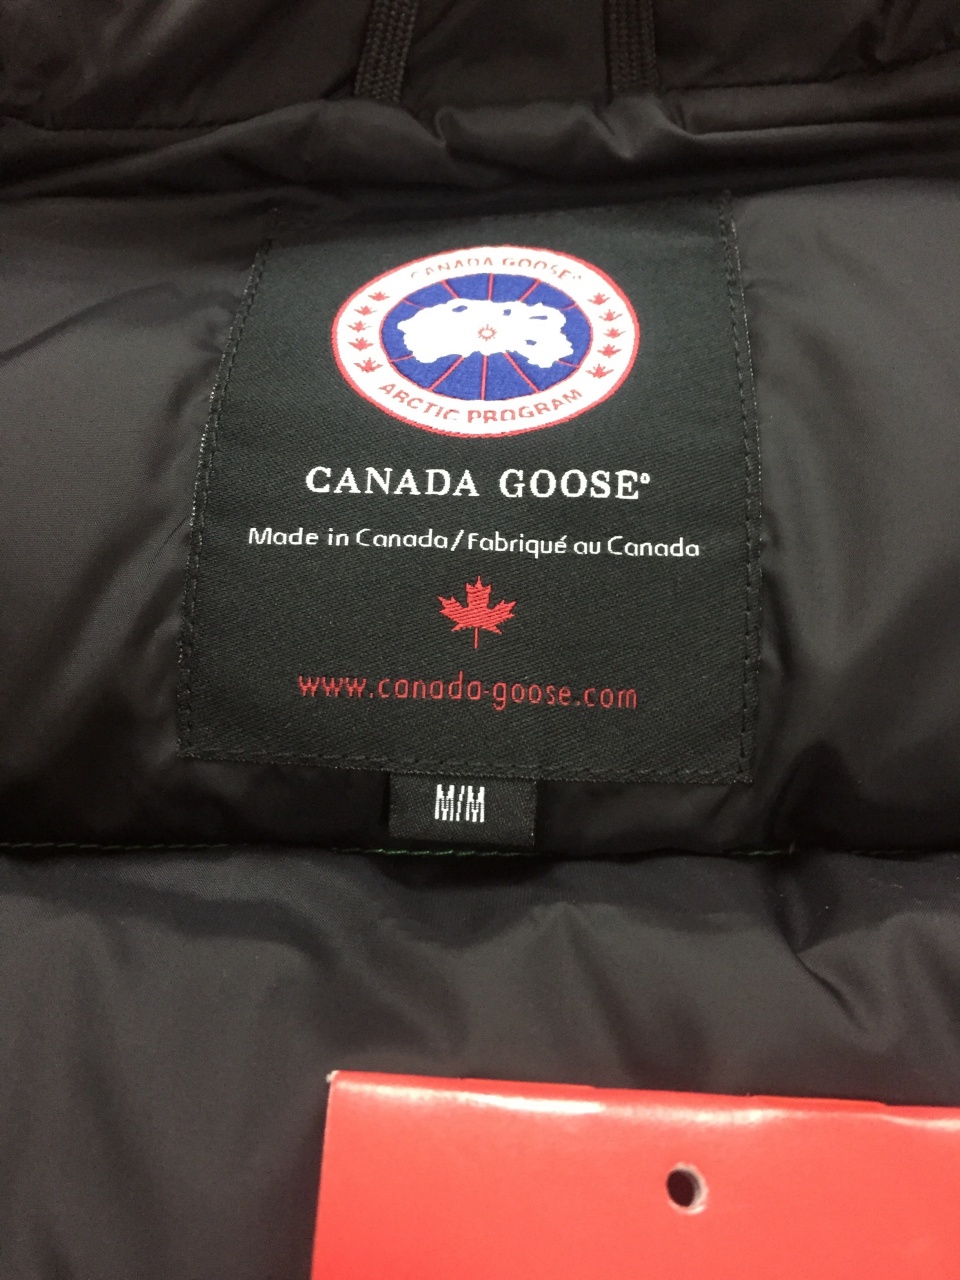 CANADA GOOSE®
ARCTIC PROGRAM
CANADA GOOSE®
Made in Canada/Fabriqué au Canada
www.canada-goose.com
M/M